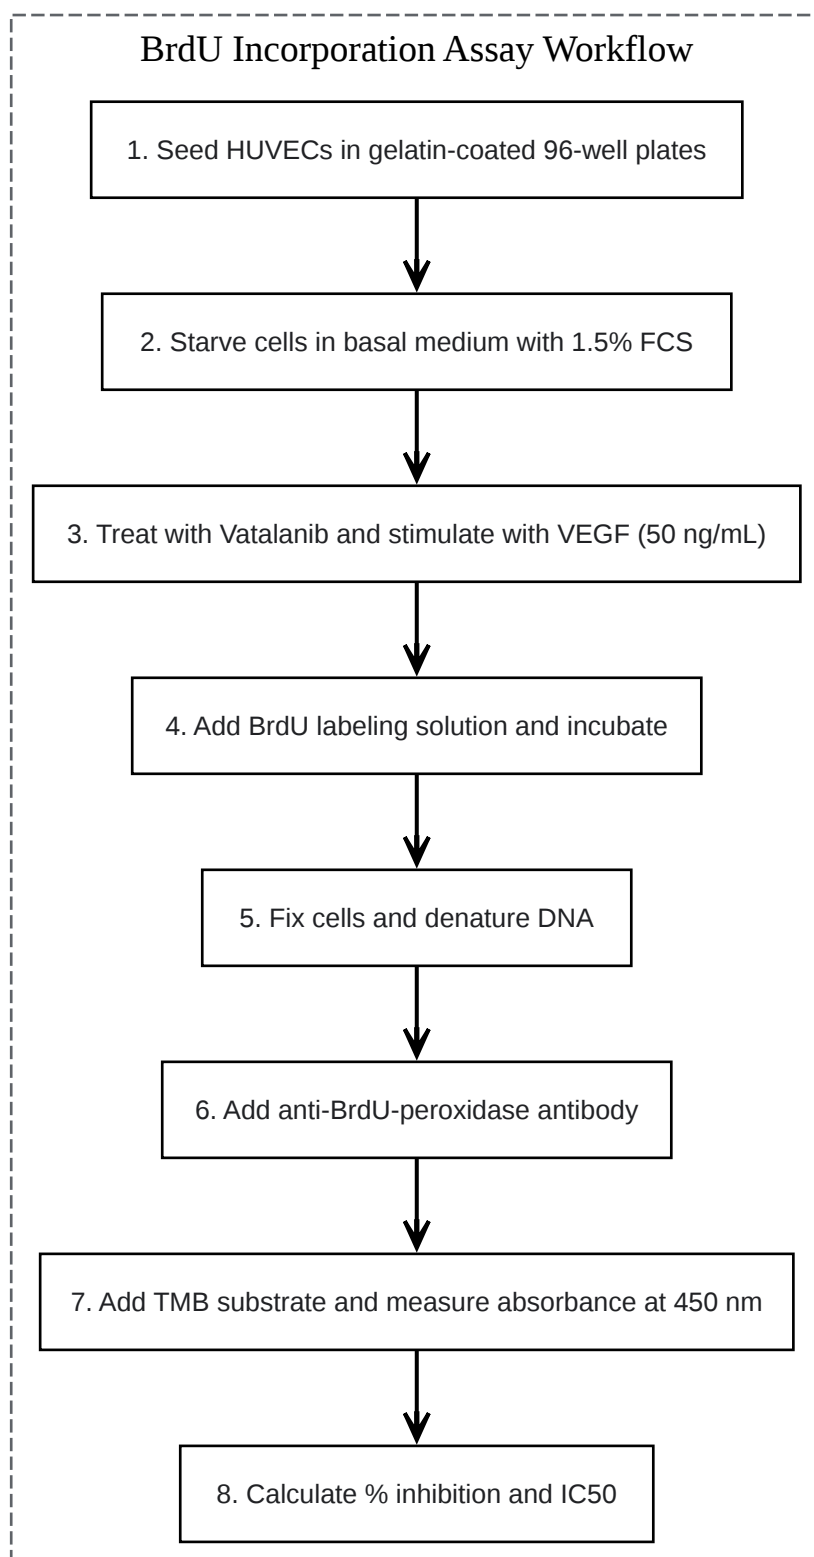 BrdU Incorporation Assay Workflow
1. Seed HUVECs in gelatin-coated 96-well plates
2. Starve cells in basal medium with 1.5% FCS
3. Treat with Vatalanib and stimulate with VEGF (50 ng/mL)
4. Add BrdU labeling solution and incubate
5. Fix cells and denature DNA
6. Add anti-BrdU-peroxidase antibody
7. Add TMB substrate and measure absorbance at 450 nm
8. Calculate % inhibition and IC50